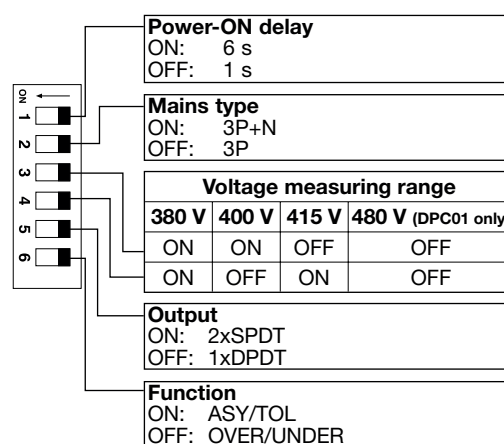 Power-ON delay
ON: 6 s
OFF: 1 s
ON
1
2
3
4
5
6
Mains type
ON: 3P+N
OFF: 3P
Voltage measuring range
380 V 400 V 415 V 480 V (DPC01 only
ON ON OFF OFF
ON OFF ON OFF
Output
ON: 2xSPDT
OFF: 1xDPDT
Function
ON: ASY/TOL
OFF: OVER/UNDER